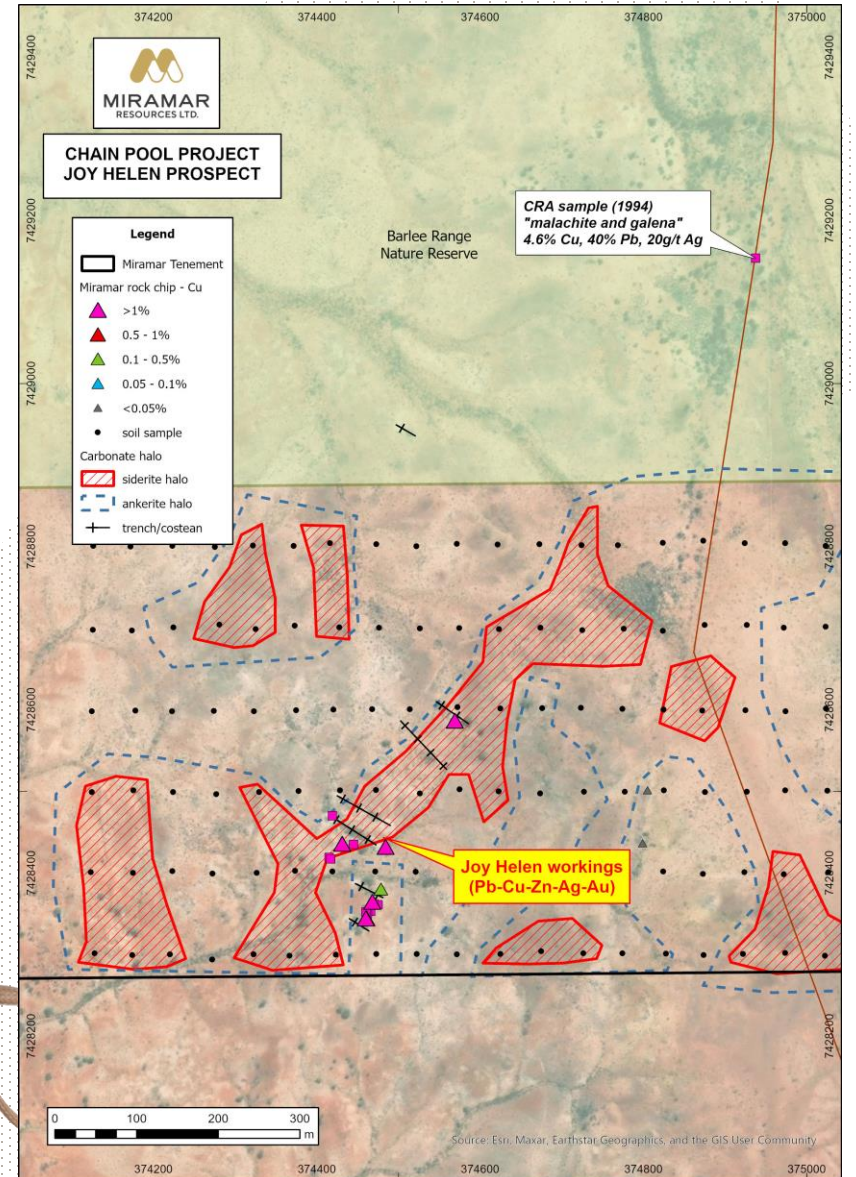 374200 374400 374600 374800 375000
7429400 7429400
MIRAMAR
RESOURCES LTD.
CHAIN POOL PROJECT
JOY HELEN PROSPECT
7429200 7429200
CRA sample (1994)
"malachite and galena"
4.6% Cu, 40% Pb, 20g/t Ag
Barlee Range
Nature Reserve
Legend
Miramar Tenement
Miramar rock chip - Cu
>1%
0.5 - 1%
0.1 - 0.5%
0.05 - 0.1%
<0.05%
soil sample
Carbonate halo
siderite halo
ankerite halo
trench/costean
7429000 7429000
7428800 7428800
7428600 7428600
7428400 7428400
Joy Helen workings
(Pb-Cu-Zn-Ag-Au)
7428200 7428200
0 100 200 300
m
Source: Esri, Maxar, Earthstar Geographics, and the GIS User Community
374200 374400 374600 374800 375000